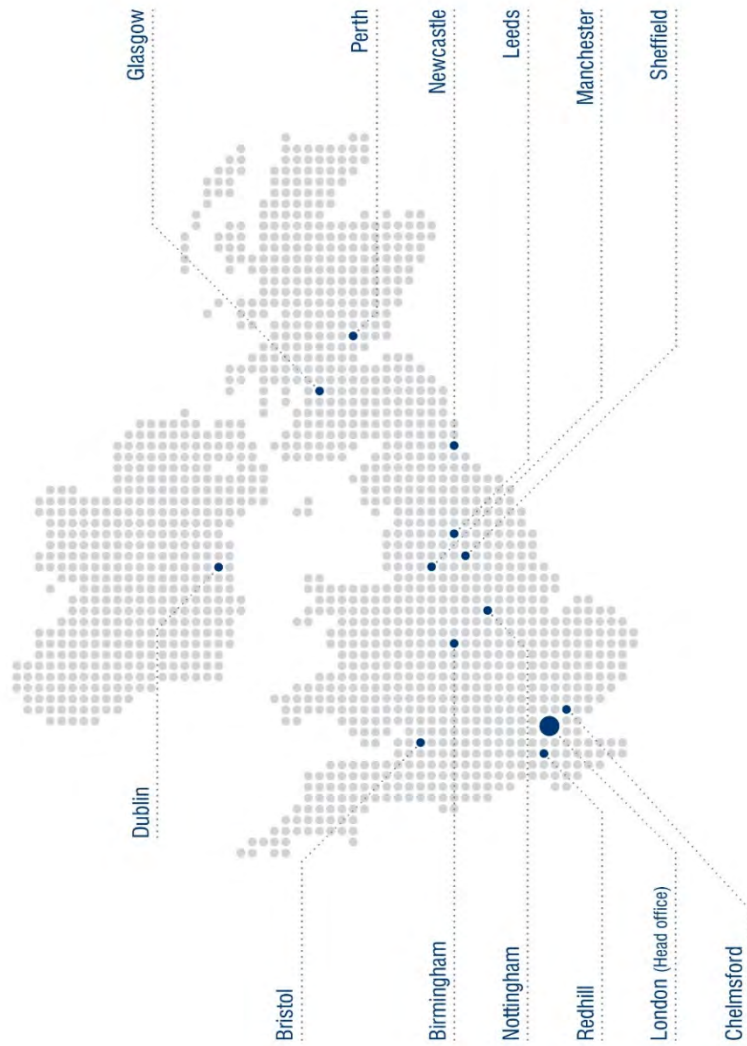 Glasgow
Perth
Newcastle
Leeds
Manchester
Sheffield
Dublin
Bristol
Birmingham
Nottingham
Redhill
London (Head office)
Chelmsford